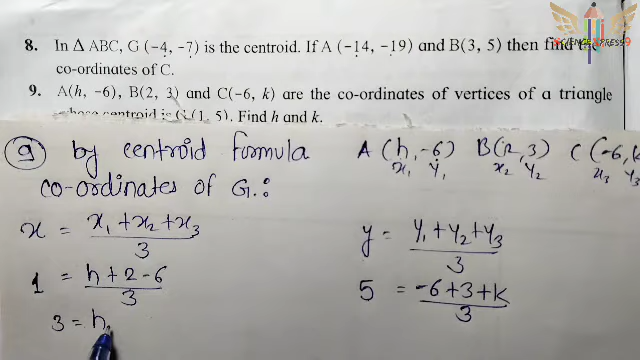 SCIENCE EXPRESS9
8. In Δ ABC, G (−4, −7) is the centroid. If A (−14, −19) and B(3, 5) then find the
co-ordinates of C.
9. A(h, −6), B(2, 3) and C(−6, k) are the co-ordinates of vertices of a triangle
whose centroid is G (1, 5). Find h and k.
9 by centroid formula A (h, -6) B(2, 3) C (-6, k
x₁ y₁ x₂ y₂ x₃ y₃
co-ordinates of G.:
x = x₁ + x₂ + x₃ / 3 y = y₁ + y₂ + y₃ / 3
1 = h + 2 - 6 / 3 5 = -6 + 3 + k / 3
3 = h